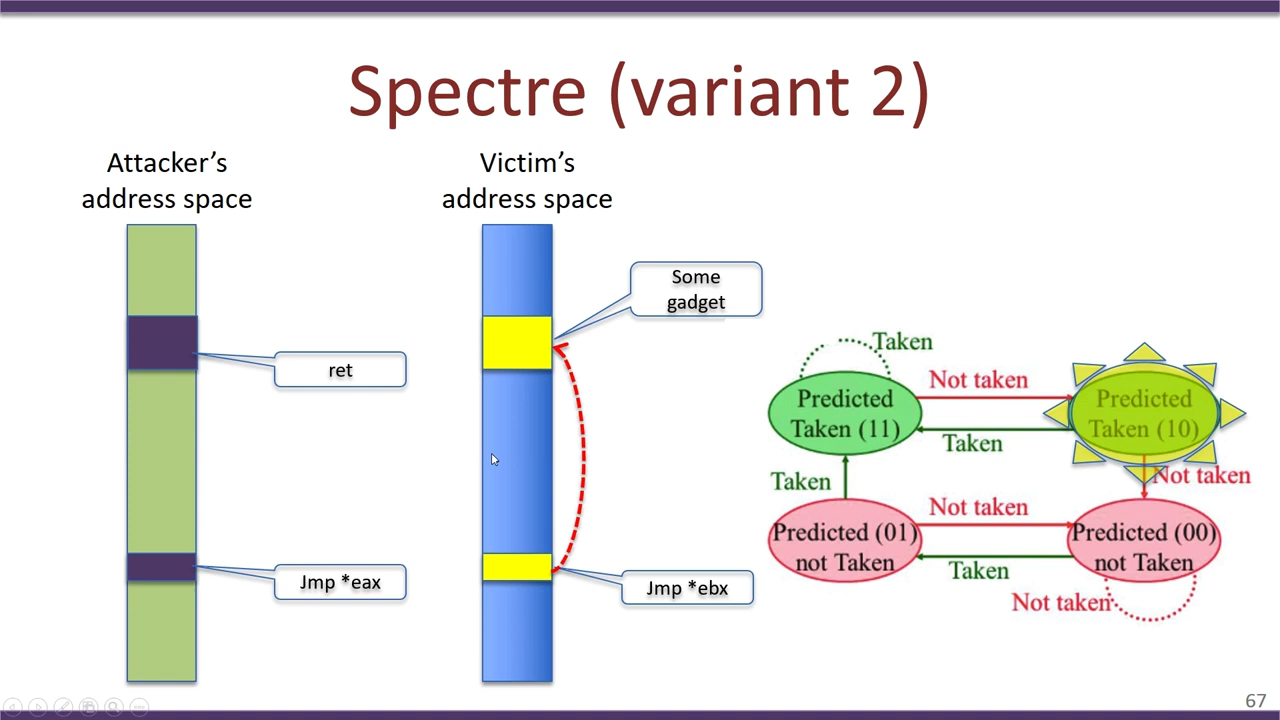 Spectre (variant 2)
Attacker’s
address space
Victim’s
address space
Some
gadget
ret
Jmp *eax
Jmp *ebx
Taken
Not taken
Predicted
Taken (11)
Predicted
Taken (10)
Taken
Taken
Not taken
Not taken
Predicted (01)
not Taken
Predicted (00)
not Taken
Taken
Not taken
67